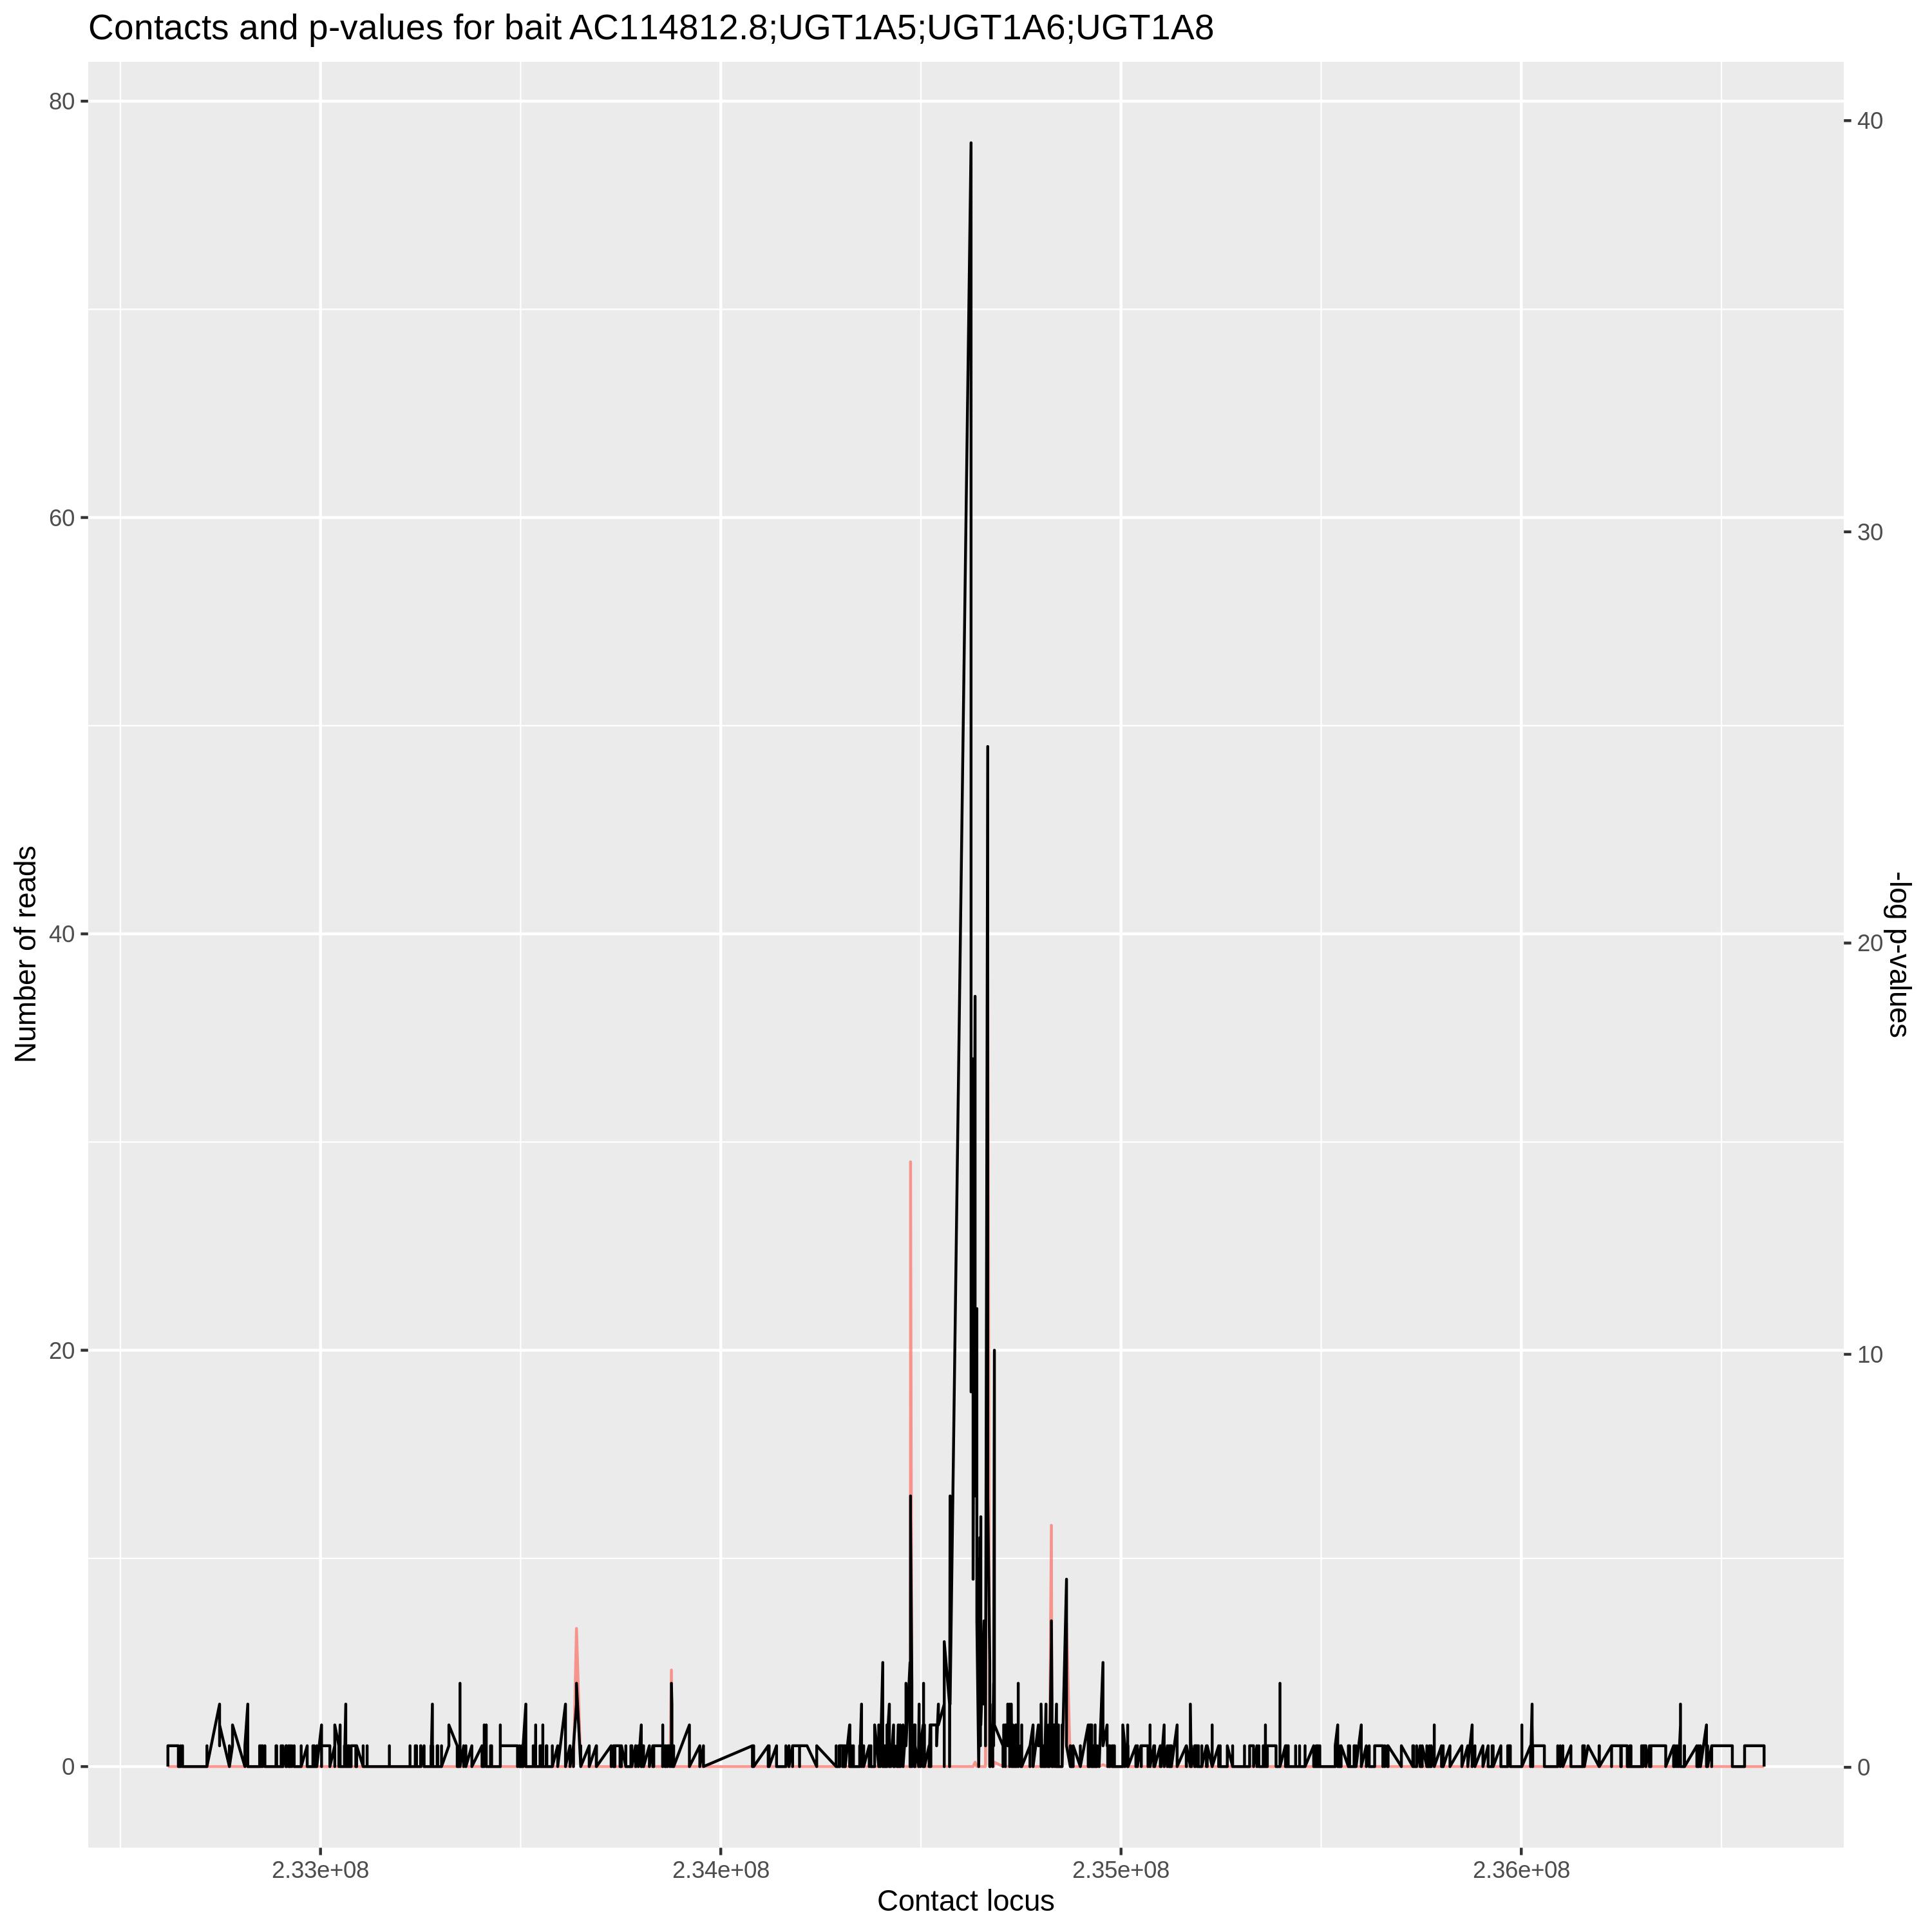 Contacts and p-values for bait AC114812.8;UGT1A5;UGT1A6;UGT1A8
80
60
40
20
0
Number of reads
40
30
20
10
0
-log p-values
2.33e+08
2.34e+08
2.35e+08
2.36e+08
Contact locus